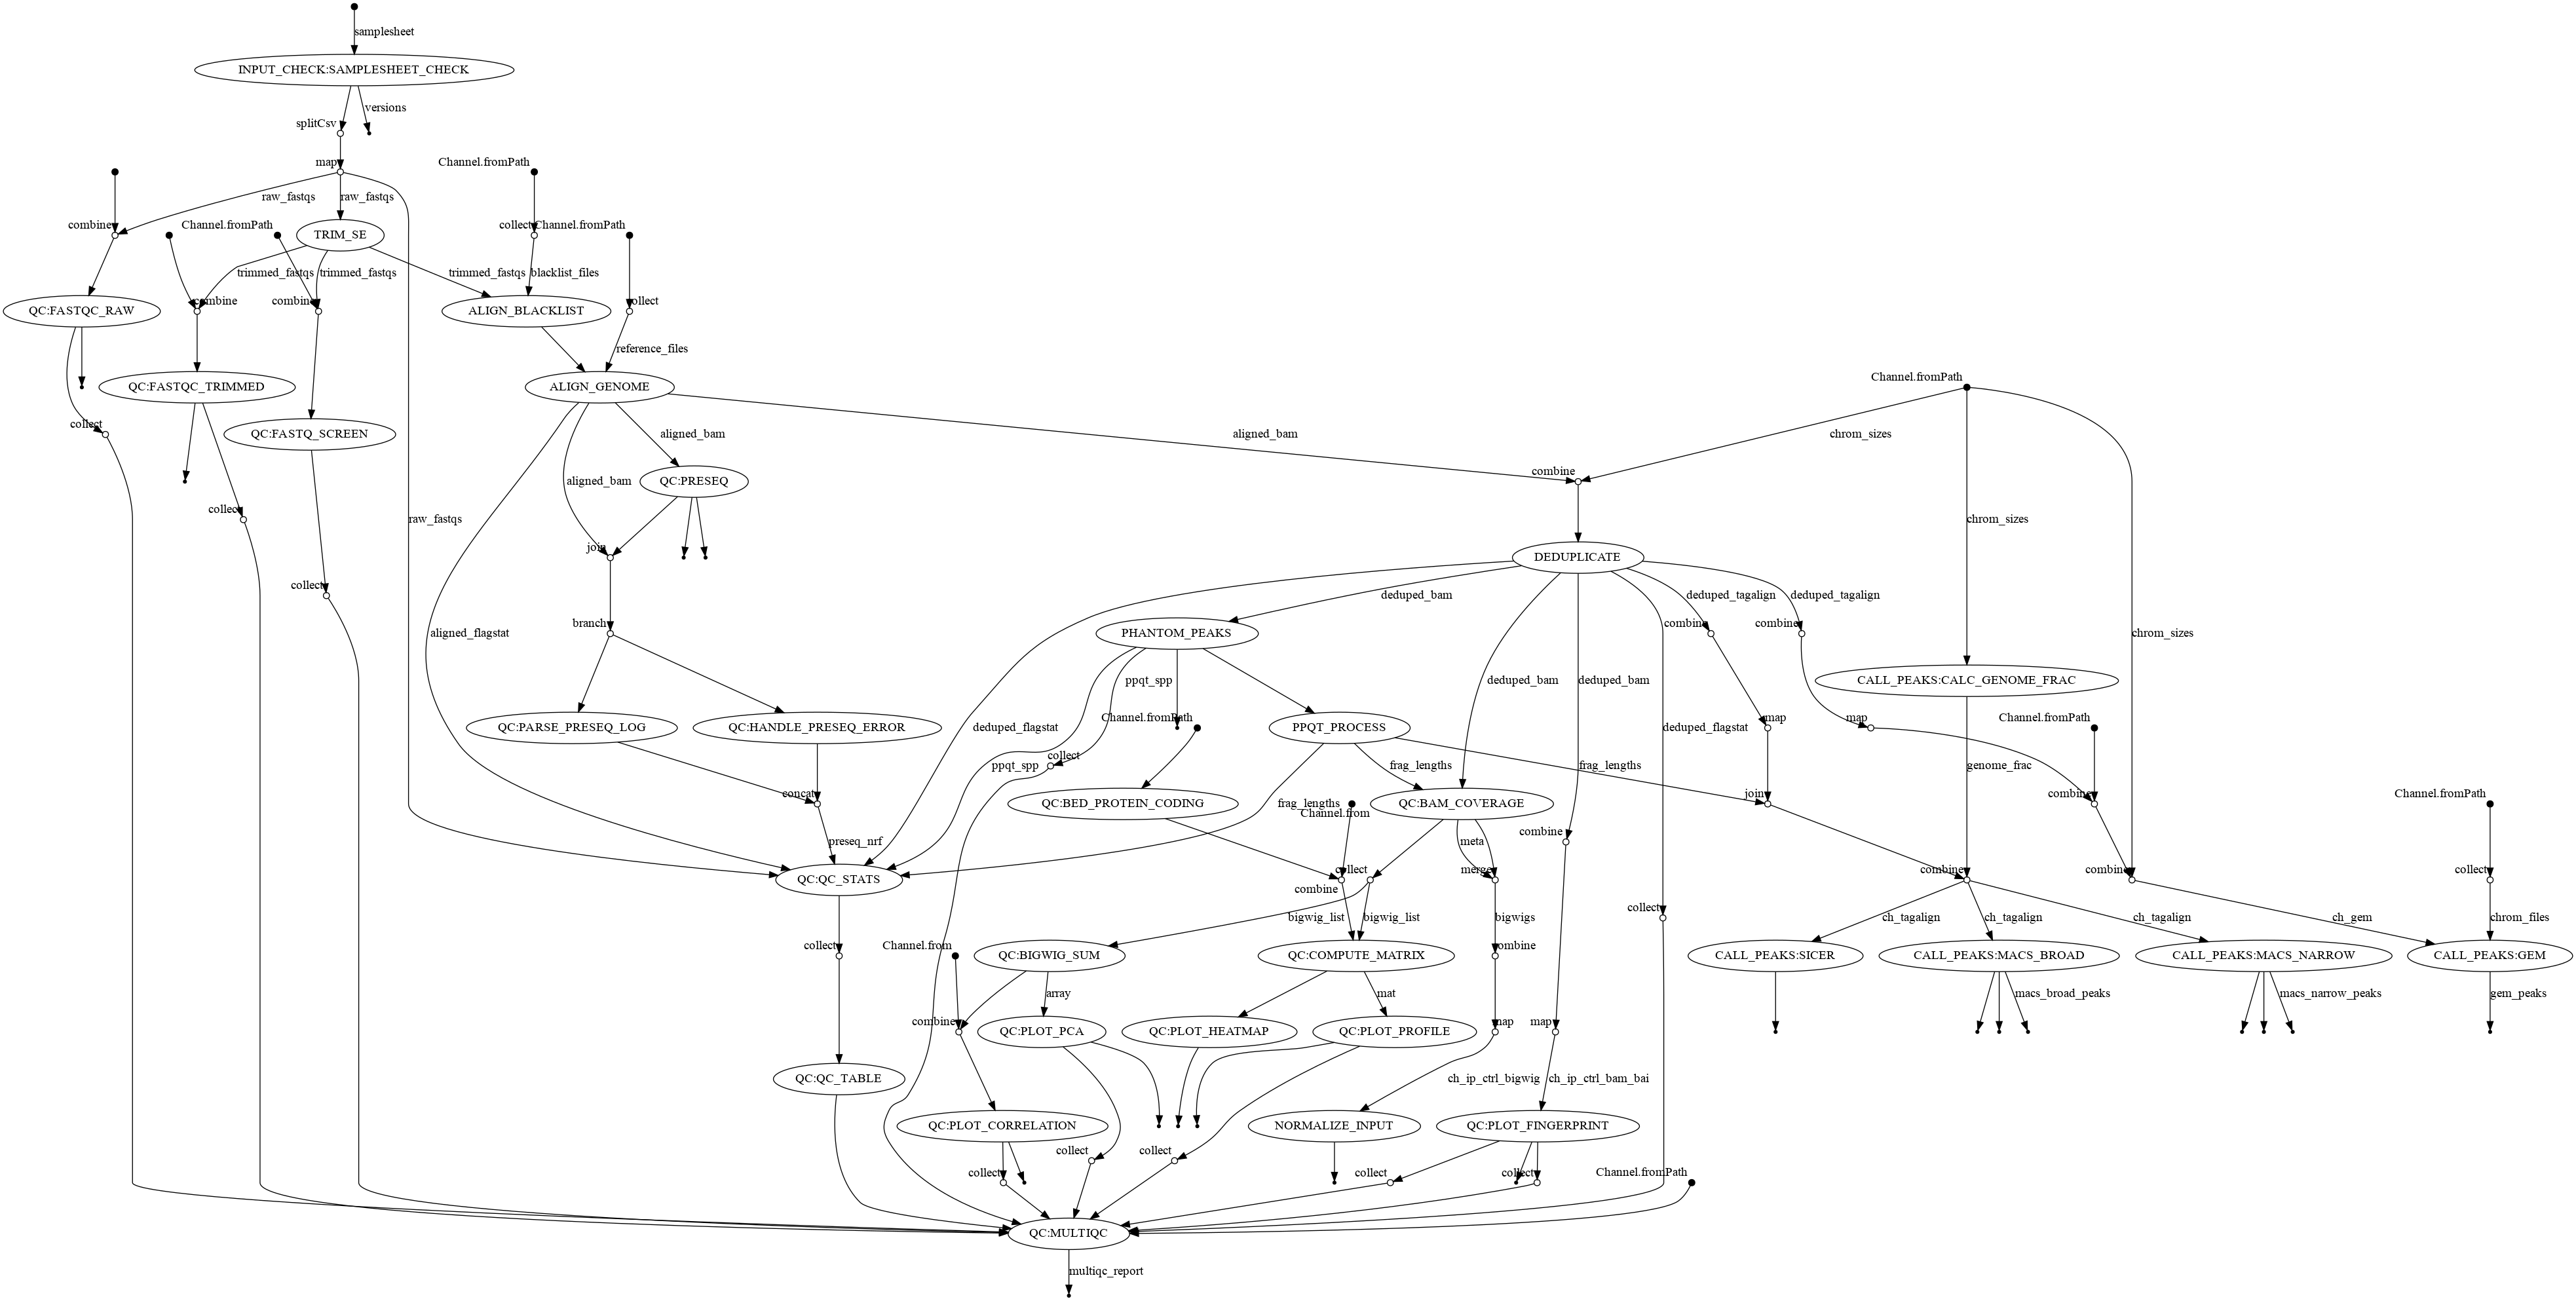 samplesheet
INPUT_CHECK:SAMPLESHEET_CHECK
versions
splitCsv
map
Channel.fromPath
raw_fastqs
raw_fastqs
combine
Channel.fromPath
TRIM_SE
collect
Channel.fromPath
trimmed_fastqs
trimmed_fastqs
trimmed_fastqs
blacklist_files
combine
combine
collect
QC:FASTQC_RAW
ALIGN_BLACKLIST
reference_files
QC:FASTQC_TRIMMED
ALIGN_GENOME
Channel.fromPath
collect
QC:FASTQ_SCREEN
aligned_bam
aligned_bam
chrom_sizes
combine
aligned_bam
QC:PRESEQ
collect
raw_fastqs
chrom_sizes
join
DEDUPLICATE
collect
deduped_bam
deduped_tagalign
deduped_tagalign
branch
aligned_flagstat
PHANTOM_PEAKS
combine
combine
chrom_sizes
ppqt_spp
deduped_bam
deduped_bam
CALL_PEAKS:CALC_GENOME_FRAC
Channel.fromPath
map
map
Channel.fromPath
QC:PARSE_PRESEQ_LOG
QC:HANDLE_PRESEQ_ERROR
deduped_flagstat
PPQT_PROCESS
deduped_flagstat
collect
ppqt_spp
frag_lengths
frag_lengths
genome_frac
concat
QC:BED_PROTEIN_CODING
frag_lengths
Channel.from
QC:BAM_COVERAGE
join
combine
Channel.fromPath
preseq_nrf
meta
combine
QC:QC_STATS
collect
combine
merge
combine
combine
collect
bigwig_list
bigwig_list
bigwigs
collect
ch_tagalign
ch_tagalign
ch_tagalign
ch_gem
chrom_files
collect
Channel.from
combine
QC:BIGWIG_SUM
QC:COMPUTE_MATRIX
CALL_PEAKS:SICER
CALL_PEAKS:MACS_BROAD
CALL_PEAKS:MACS_NARROW
CALL_PEAKS:GEM
array
mat
macs_broad_peaks
macs_narrow_peaks
gem_peaks
combine
QC:PLOT_PCA
QC:PLOT_HEATMAP
QC:PLOT_PROFILE
map
map
QC:QC_TABLE
ch_ip_ctrl_bigwig
ch_ip_ctrl_bam_bai
QC:PLOT_CORRELATION
NORMALIZE_INPUT
QC:PLOT_FINGERPRINT
collect
collect
collect
collect
collect
Channel.fromPath
QC:MULTIQC
multiqc_report